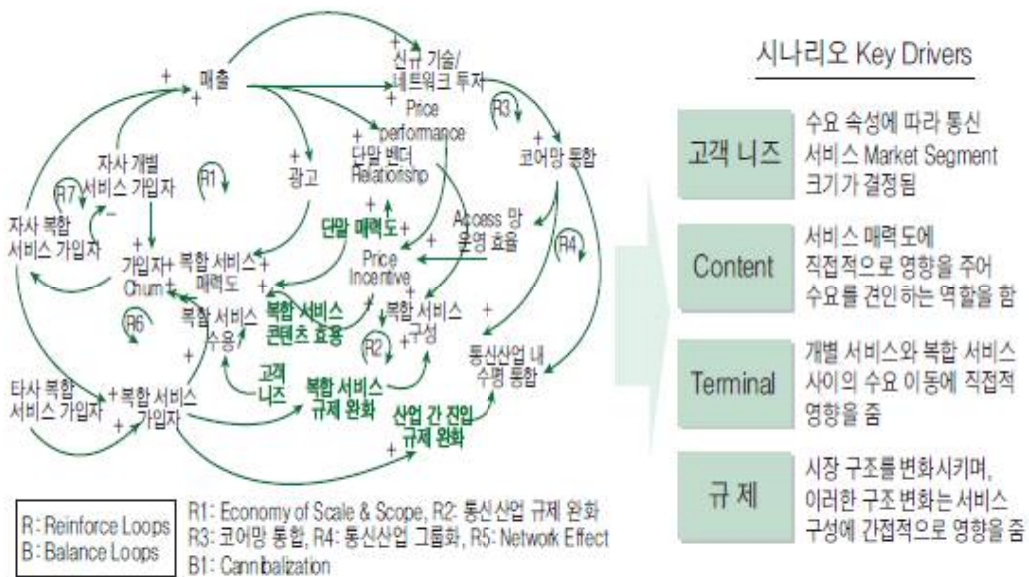 시나리오 Key Drivers
매출
신규 기술/
네트워크 투자
Price
performance
단말 벤더
Relationship
R3
코어망 통합
광고
자사 개별
서비스 가입자
R1
R7
자사 복합
서비스 가입자
단말 매력도
Access 망
운영 효율
R4
가입자
Churn
복합 서비스
매력도
Price
Incentive
R6
복합 서비스
수용
복합 서비스
콘텐츠 효용
R2
복합 서비스
구성
통신산업 내
수평 통합
고객
니즈
복합 서비스
규제 완화
타사 복합
서비스 가입자
복합 서비스
가입자
산업 간 진입
규제 완화
R: Reinforce Loops
B: Balance Loops
R1: Economy of Scale & Scope, R2: 통신산업 규제 완화
R3: 코어망 통합, R4: 통신산업 그룹화, R5: Network Effect
B1: Cannibalization
고객 니즈
수요 속성에 따라 통신
서비스 Market Segment
크기가 결정됨
Content
서비스 매력도에
직접적으로 영향을 주어
수요를 견인하는 역할을 함
Terminal
개별 서비스와 복합 서비스
사이의 수요 이동에 직접적
영향을 줌
규 제
시장 구조를 변화시키며,
이러한 구조 변화는 서비스
구성에 간접적으로 영향을 줌